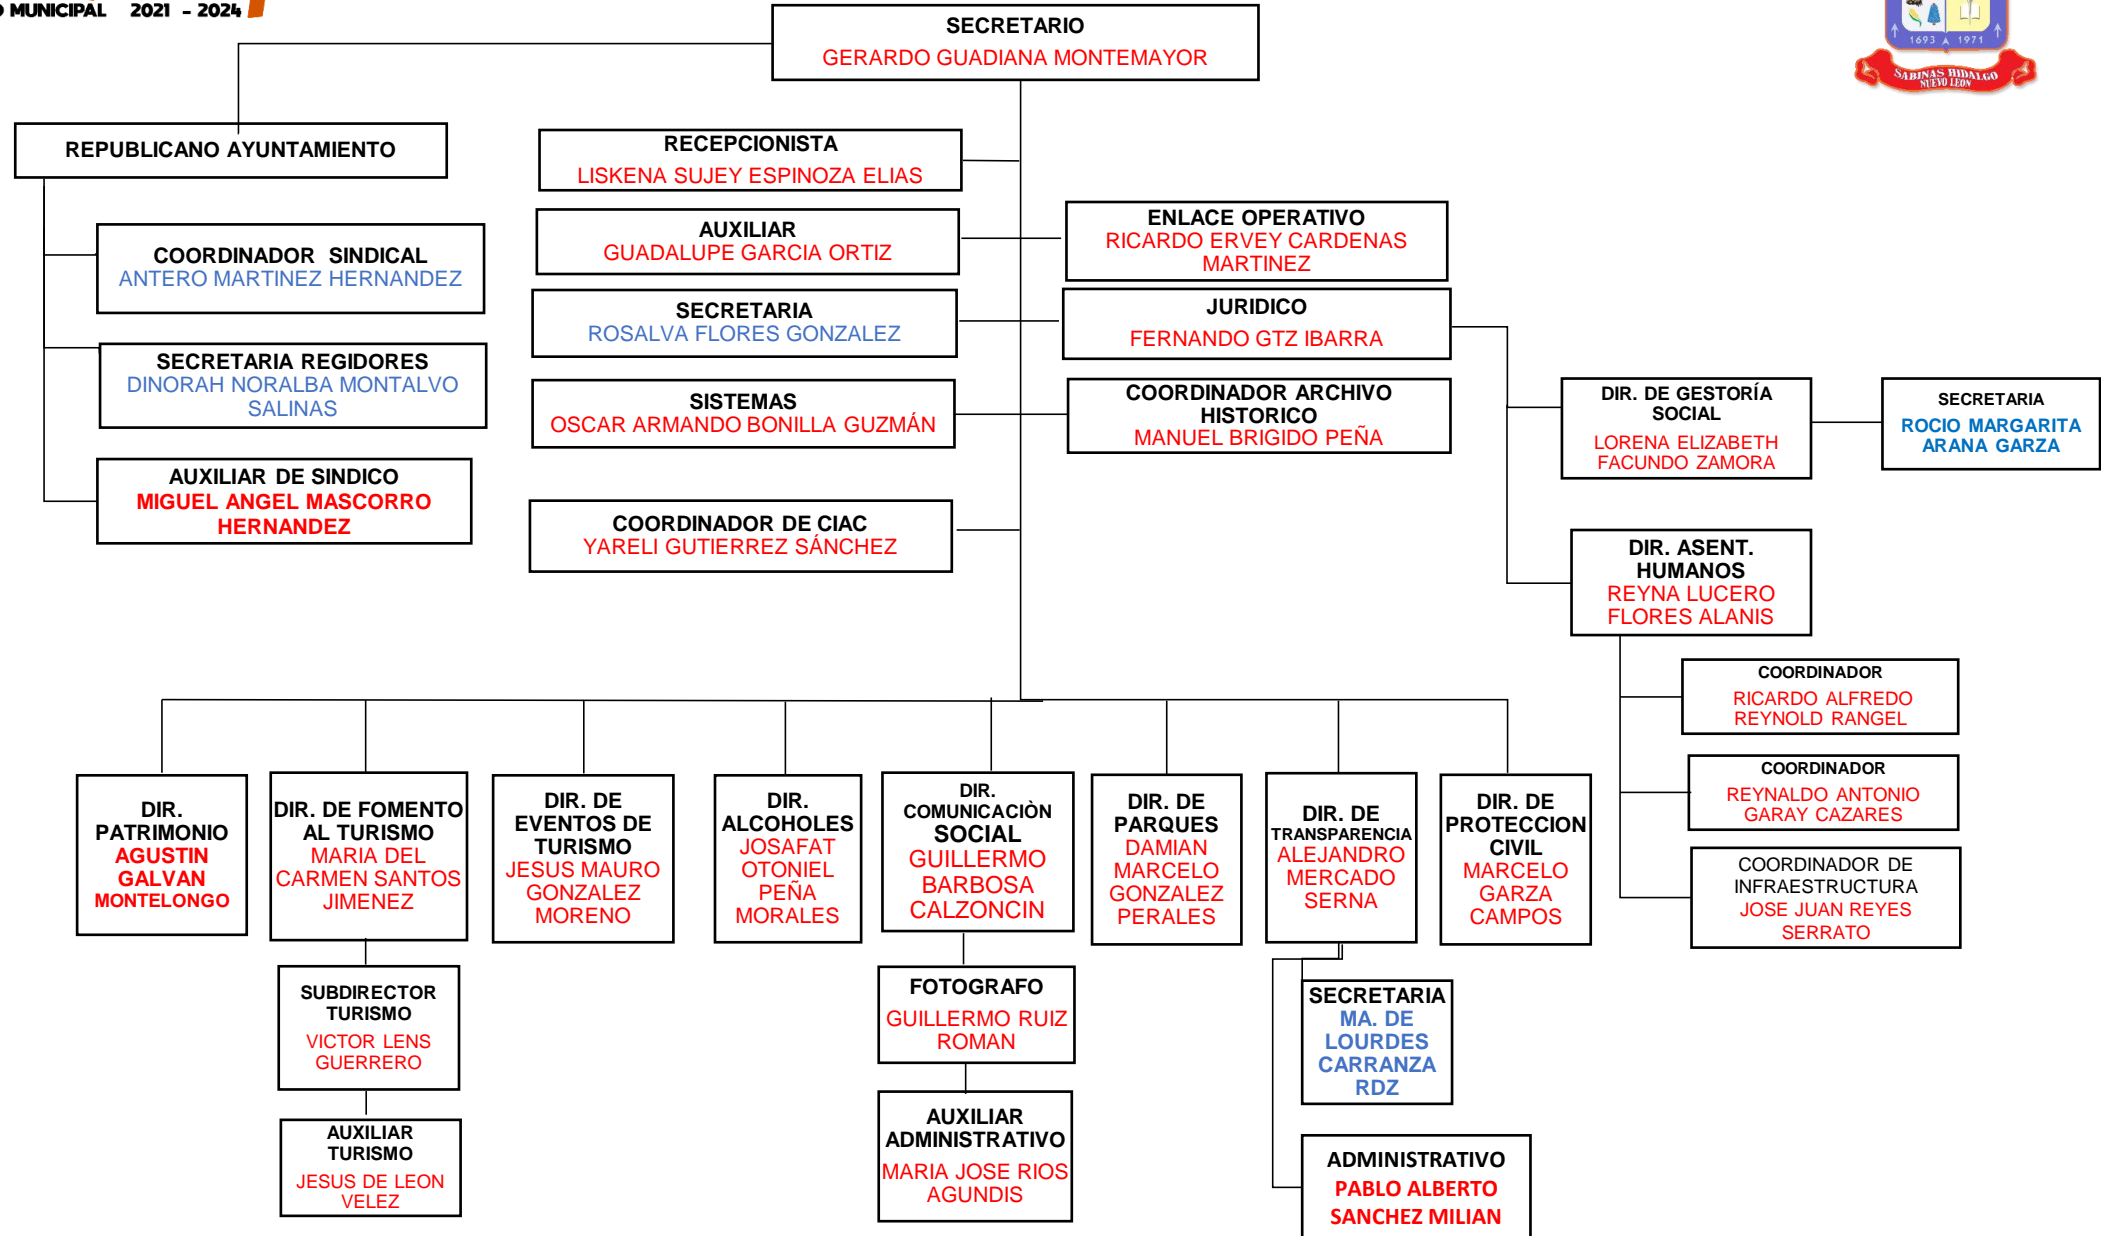 MUNICIPAL 2021 - 2024
1693 1971
SABINAS HIDALGO
NUEVO LEON
SECRETARIO
GERARDO GUADIANA MONTEMAYOR
REPUBLICANO AYUNTAMIENTO
COORDINADOR SINDICAL
ANTERO MARTINEZ HERNANDEZ
SECRETARIA REGIDORES
DINORAH NORALBA MONTALVO
SALINAS
AUXILIAR DE SINDICO
MIGUEL ANGEL MASCORRO
HERNANDEZ
RECEPCIONISTA
LISKENA SUJEY ESPINOZA ELIAS
AUXILIAR
GUADALUPE GARCIA ORTIZ
SECRETARIA
ROSALVA FLORES GONZALEZ
SISTEMAS
OSCAR ARMANDO BONILLA GUZMÁN
COORDINADOR DE CIAC
YARELI GUTIERREZ SÁNCHEZ
ENLACE OPERATIVO
RICARDO ERVEY CARDENAS
MARTINEZ
JURIDICO
FERNANDO GTZ IBARRA
COORDINADOR ARCHIVO
HISTORICO
MANUEL BRIGIDO PEÑA
DIR. DE GESTORÍA
SOCIAL
LORENA ELIZABETH
FACUNDO ZAMORA
SECRETARIA
ROCIO MARGARITA
ARANA GARZA
DIR. ASENT.
HUMANOS
REYNA LUCERO
FLORES ALANIS
COORDINADOR
RICARDO ALFREDO
REYNOLD RANGEL
COORDINADOR
REYNALDO ANTONIO
GARAY CAZARES
COORDINADOR DE
INFRAESTRUCTURA
JOSE JUAN REYES
SERRATO
DIR.
PATRIMONIO
AGUSTIN
GALVAN
MONTELONGO
DIR. DE FOMENTO
AL TURISMO
MARIA DEL
CARMEN SANTOS
JIMENEZ
SUBDIRECTOR
TURISMO
VICTOR LENS
GUERRERO
AUXILIAR
TURISMO
JESUS DE LEON
VELEZ
DIR. DE
EVENTOS DE
TURISMO
JESUS MAURO
GONZALEZ
MORENO
DIR.
ALCOHOLES
JOSAFAT
OTONIEL
PEÑA
MORALES
DIR.
COMUNICACIÒN
SOCIAL
GUILLERMO
BARBOSA
CALZONCIN
FOTOGRAFO
GUILLERMO RUIZ
ROMAN
AUXILIAR
ADMINISTRATIVO
MARIA JOSE RIOS
AGUNDIS
DIR. DE
PARQUES
DAMIAN
MARCELO
GONZALEZ
PERALES
DIR. DE
TRANSPARENCIA
ALEJANDRO
MERCADO
SERNA
SECRETARIA
MA. DE
LOURDES
CARRANZA
RDZ
ADMINISTRATIVO
PABLO ALBERTO
SANCHEZ MILIAN
DIR. DE
PROTECCION
CIVIL
MARCELO
GARZA
CAMPOS